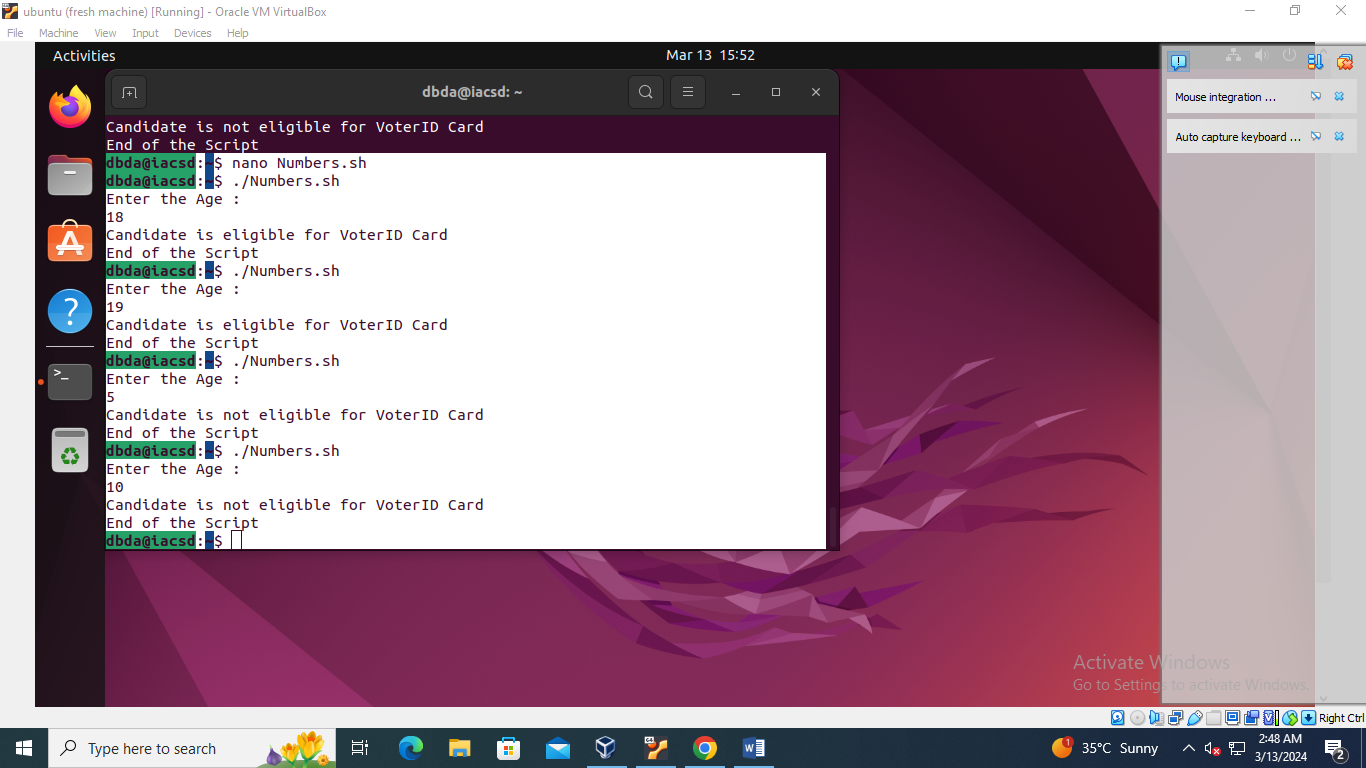 ubuntu (fresh machine) [Running] - Oracle VM VirtualBox
File Machine View Input Devices Help
Activities
Mar 13 15:52
dbda@iacsd: ~
Candidate is not eligible for VoterID Card
End of the Script
dbda@iacsd:~$ nano Numbers.sh
dbda@iacsd:~$ ./Numbers.sh
Enter the Age :
18
Candidate is eligible for VoterID Card
End of the Script
dbda@iacsd:~$ ./Numbers.sh
Enter the Age :
19
Candidate is eligible for VoterID Card
End of the Script
dbda@iacsd:~$ ./Numbers.sh
Enter the Age :
5
Candidate is not eligible for VoterID Card
End of the Script
dbda@iacsd:~$ ./Numbers.sh
Enter the Age :
10
Candidate is not eligible for VoterID Card
End of the Script
dbda@iacsd:~$
Mouse integration ...
Auto capture keyboard ...
Activate Windows
Go to Settings to activate Windows.
Right Ctrl
Type here to search
1
35°C Sunny
2:48 AM
3/13/2024
2